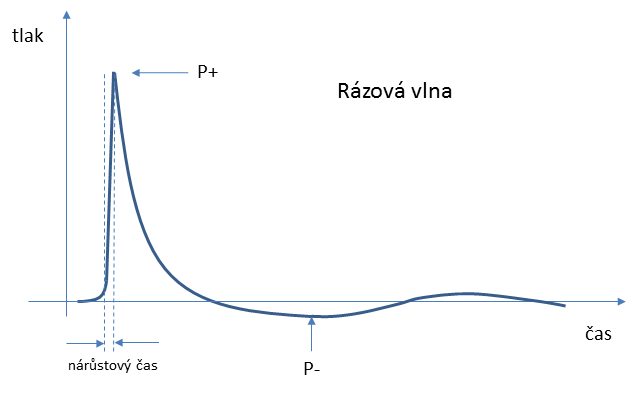 tlak
P+
Rázová vlna
čas
nárůstový čas
P-